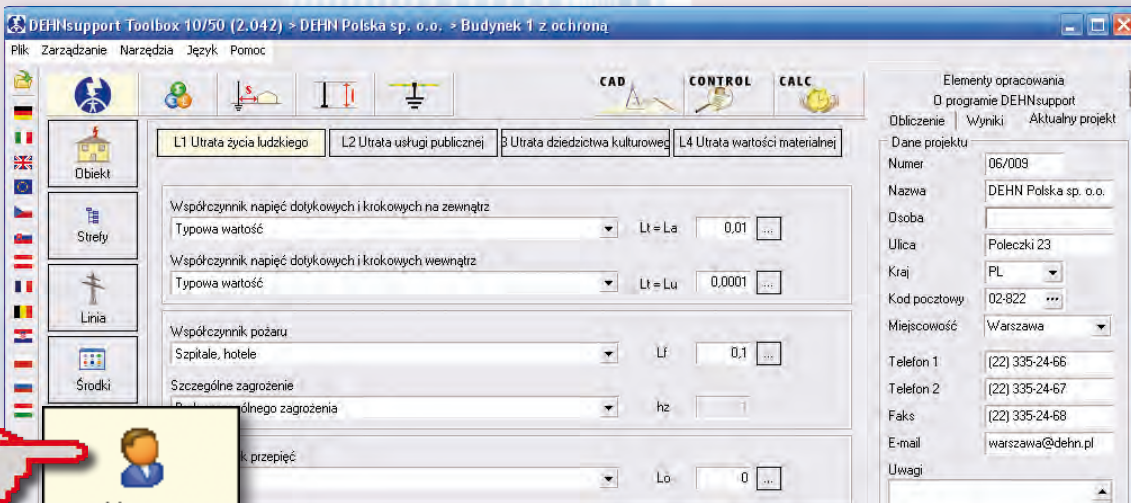 DEHNsupport Toolbox 10/50 (2.042) > DEHN Polska sp. o.o. > Budynek 1 z ochroną
Plik Zarządzanie Narzędzia Język Pomoc
CAD CONTROL CALC
Elementy opracowania
O programie DEHNsupport
Obliczenie Wyniki Aktualny projekt
Obiekt
Strefy
Linia
Środki
L1 Utrata życia ludzkiego L2 Utrata usługi publicznej 3 Utrata dziedzictwa kulturoweg L4 Utrata wartości materialnej
Współczynnik napięć dotykowych i krokowych na zewnątrz
Typowa wartość Lt = La 0,01 ...
Współczynnik napięć dotykowych i krokowych wewnątrz
Typowa wartość Lt = Lu 0,0001 ...
Współczynnik pożaru
Szpitale, hotele Lf 0,1 ...
Szczególne zagrożenie
ólnego zagrożenia hz 1
k przepięć
Lo 0 ...
Dane projektu
Numer 06/009
Nazwa DEHN Polska sp. o.o.
Osoba
Ulica Poleczki 23
Kraj PL
Kod pocztowy 02-822 ...
Miejscowość Warszawa
Telefon 1 (22) 335-24-66
Telefon 2 (22) 335-24-67
Faks (22) 335-24-68
E-mail warszawa@dehn.pl
Uwagi